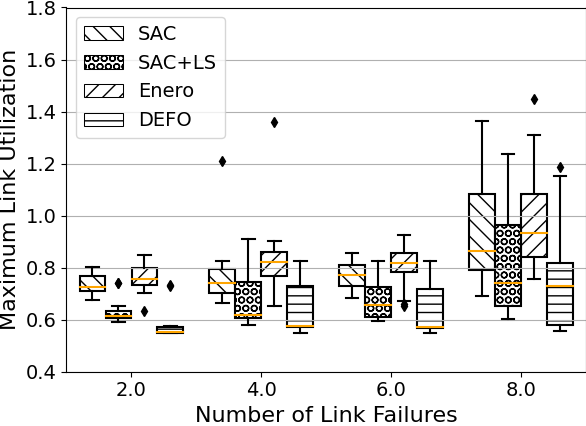 1.8
1.6
1.4
1.2
1.0
0.8
0.6
0.4
Maximum Link Utilization
SAC
SAC+LS
Enero
DEFO
2.0 4.0 6.0 8.0
Number of Link Failures